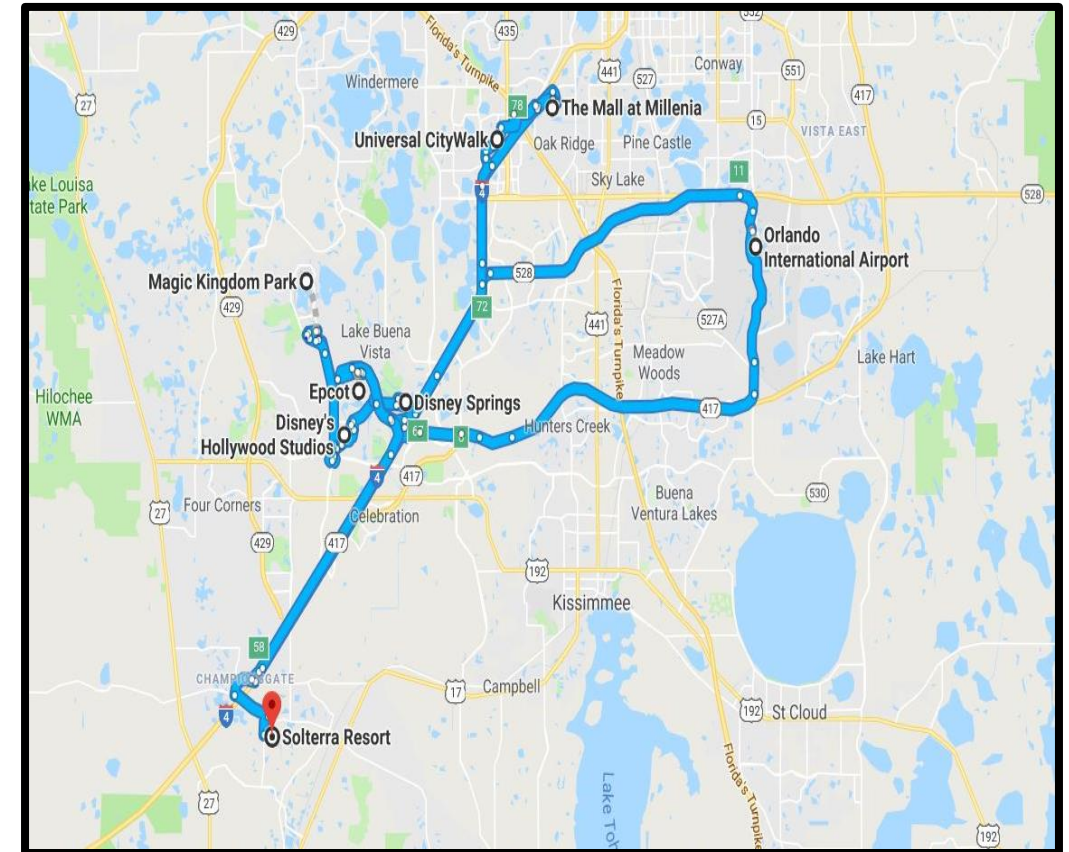 429
435
532
Florida's Turnpike
441
527
Conway
551
27
Windermere
417
78
The Mall at Millenia
15
VISTA EAST
Universal CityWalk
Oak Ridge
Pine Castle
11
ke Louisa
tate Park
4
Sky Lake
528
Orlando
International Airport
Magic Kingdom Park
528
429
72
Florida's Turnpike
441
527A
Lake Buena
Vista
Meadow
Woods
Lake Hart
Hilochee
WMA
Epcot
Disney Springs
417
Disney's
Hollywood Studios
Hunters Creek
4
417
Buena
Ventura Lakes
530
27
Four Corners
Celebration
429
417
192
Kissimmee
58
17
Campbell
192
St Cloud
4
Solterra Resort
27
Lake Toh
Florida's Turnpike
192